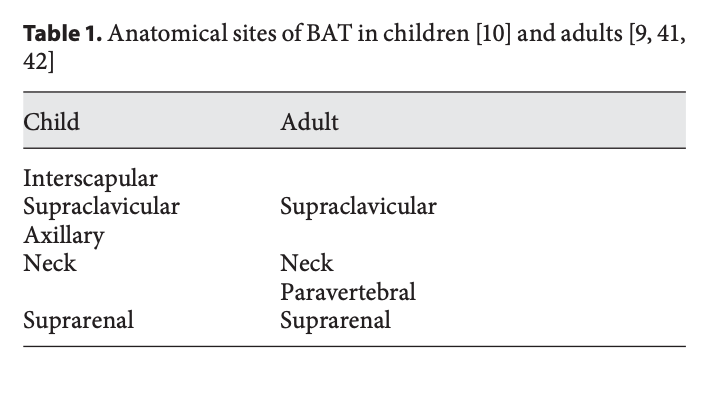 Table 1. Anatomical sites of BAT in children [10] and adults [9, 41,
42]
Child Adult
Interscapular
Supraclavicular Supraclavicular
Axillary
Neck Neck
Paravertebral
Suprarenal Suprarenal